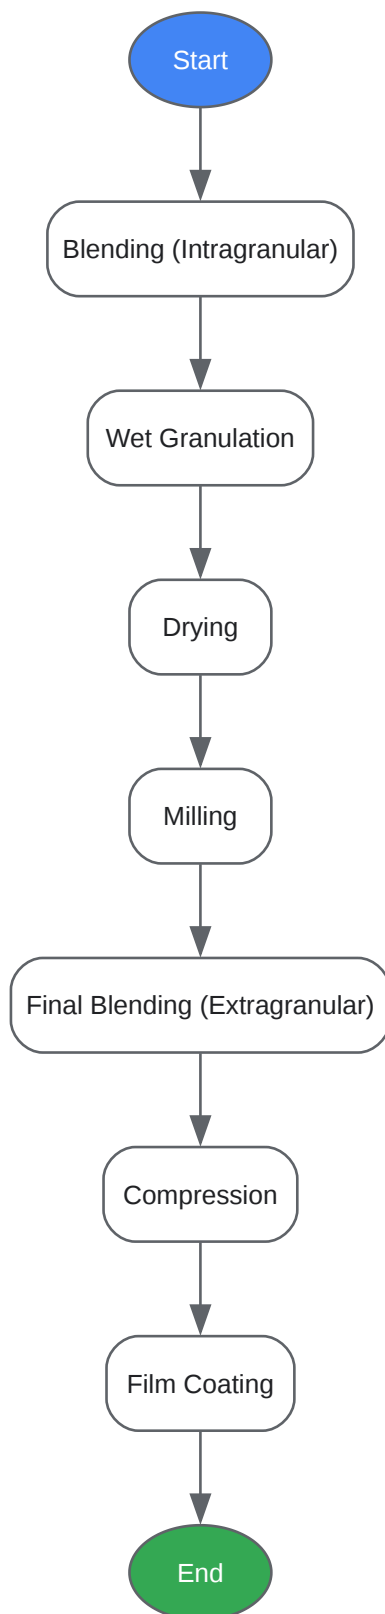 Start
Blending (Intragranular)
Wet Granulation
Drying
Milling
Final Blending (Extragranular)
Compression
Film Coating
End